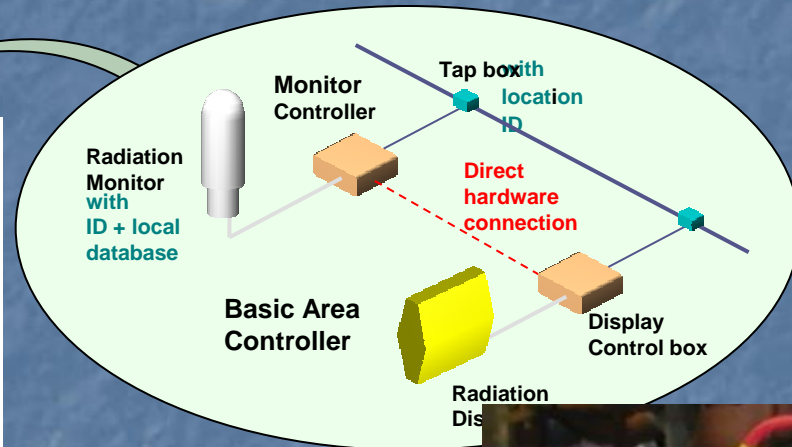 Tap box with
location
ID
Monitor
Controller
Radiation
Monitor
with
ID + local
database
Direct
hardware
connection
Basic Area
Controller
Display
Control box
Radiation